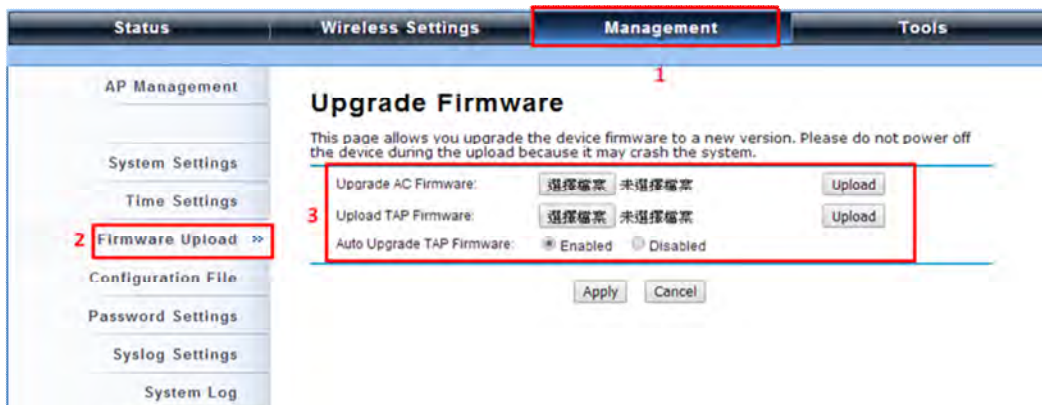 Status Wireless Settings Management Tools
1
AP Management
System Settings
Time Settings
2 Firmware Upload »
Configuration File
Password Settings
Syslog Settings
System Log
Upgrade Firmware
This page allows you upgrade the device firmware to a new version. Please do not power off
the device during the upload because it may crash the system.
3
Upgrade AC Firmware: 選擇檔案 未選擇檔案 Upload
Upload TAP Firmware: 選擇檔案 未選擇檔案 Upload
Auto Upgrade TAP Firmware: Enabled Disabled
Apply Cancel